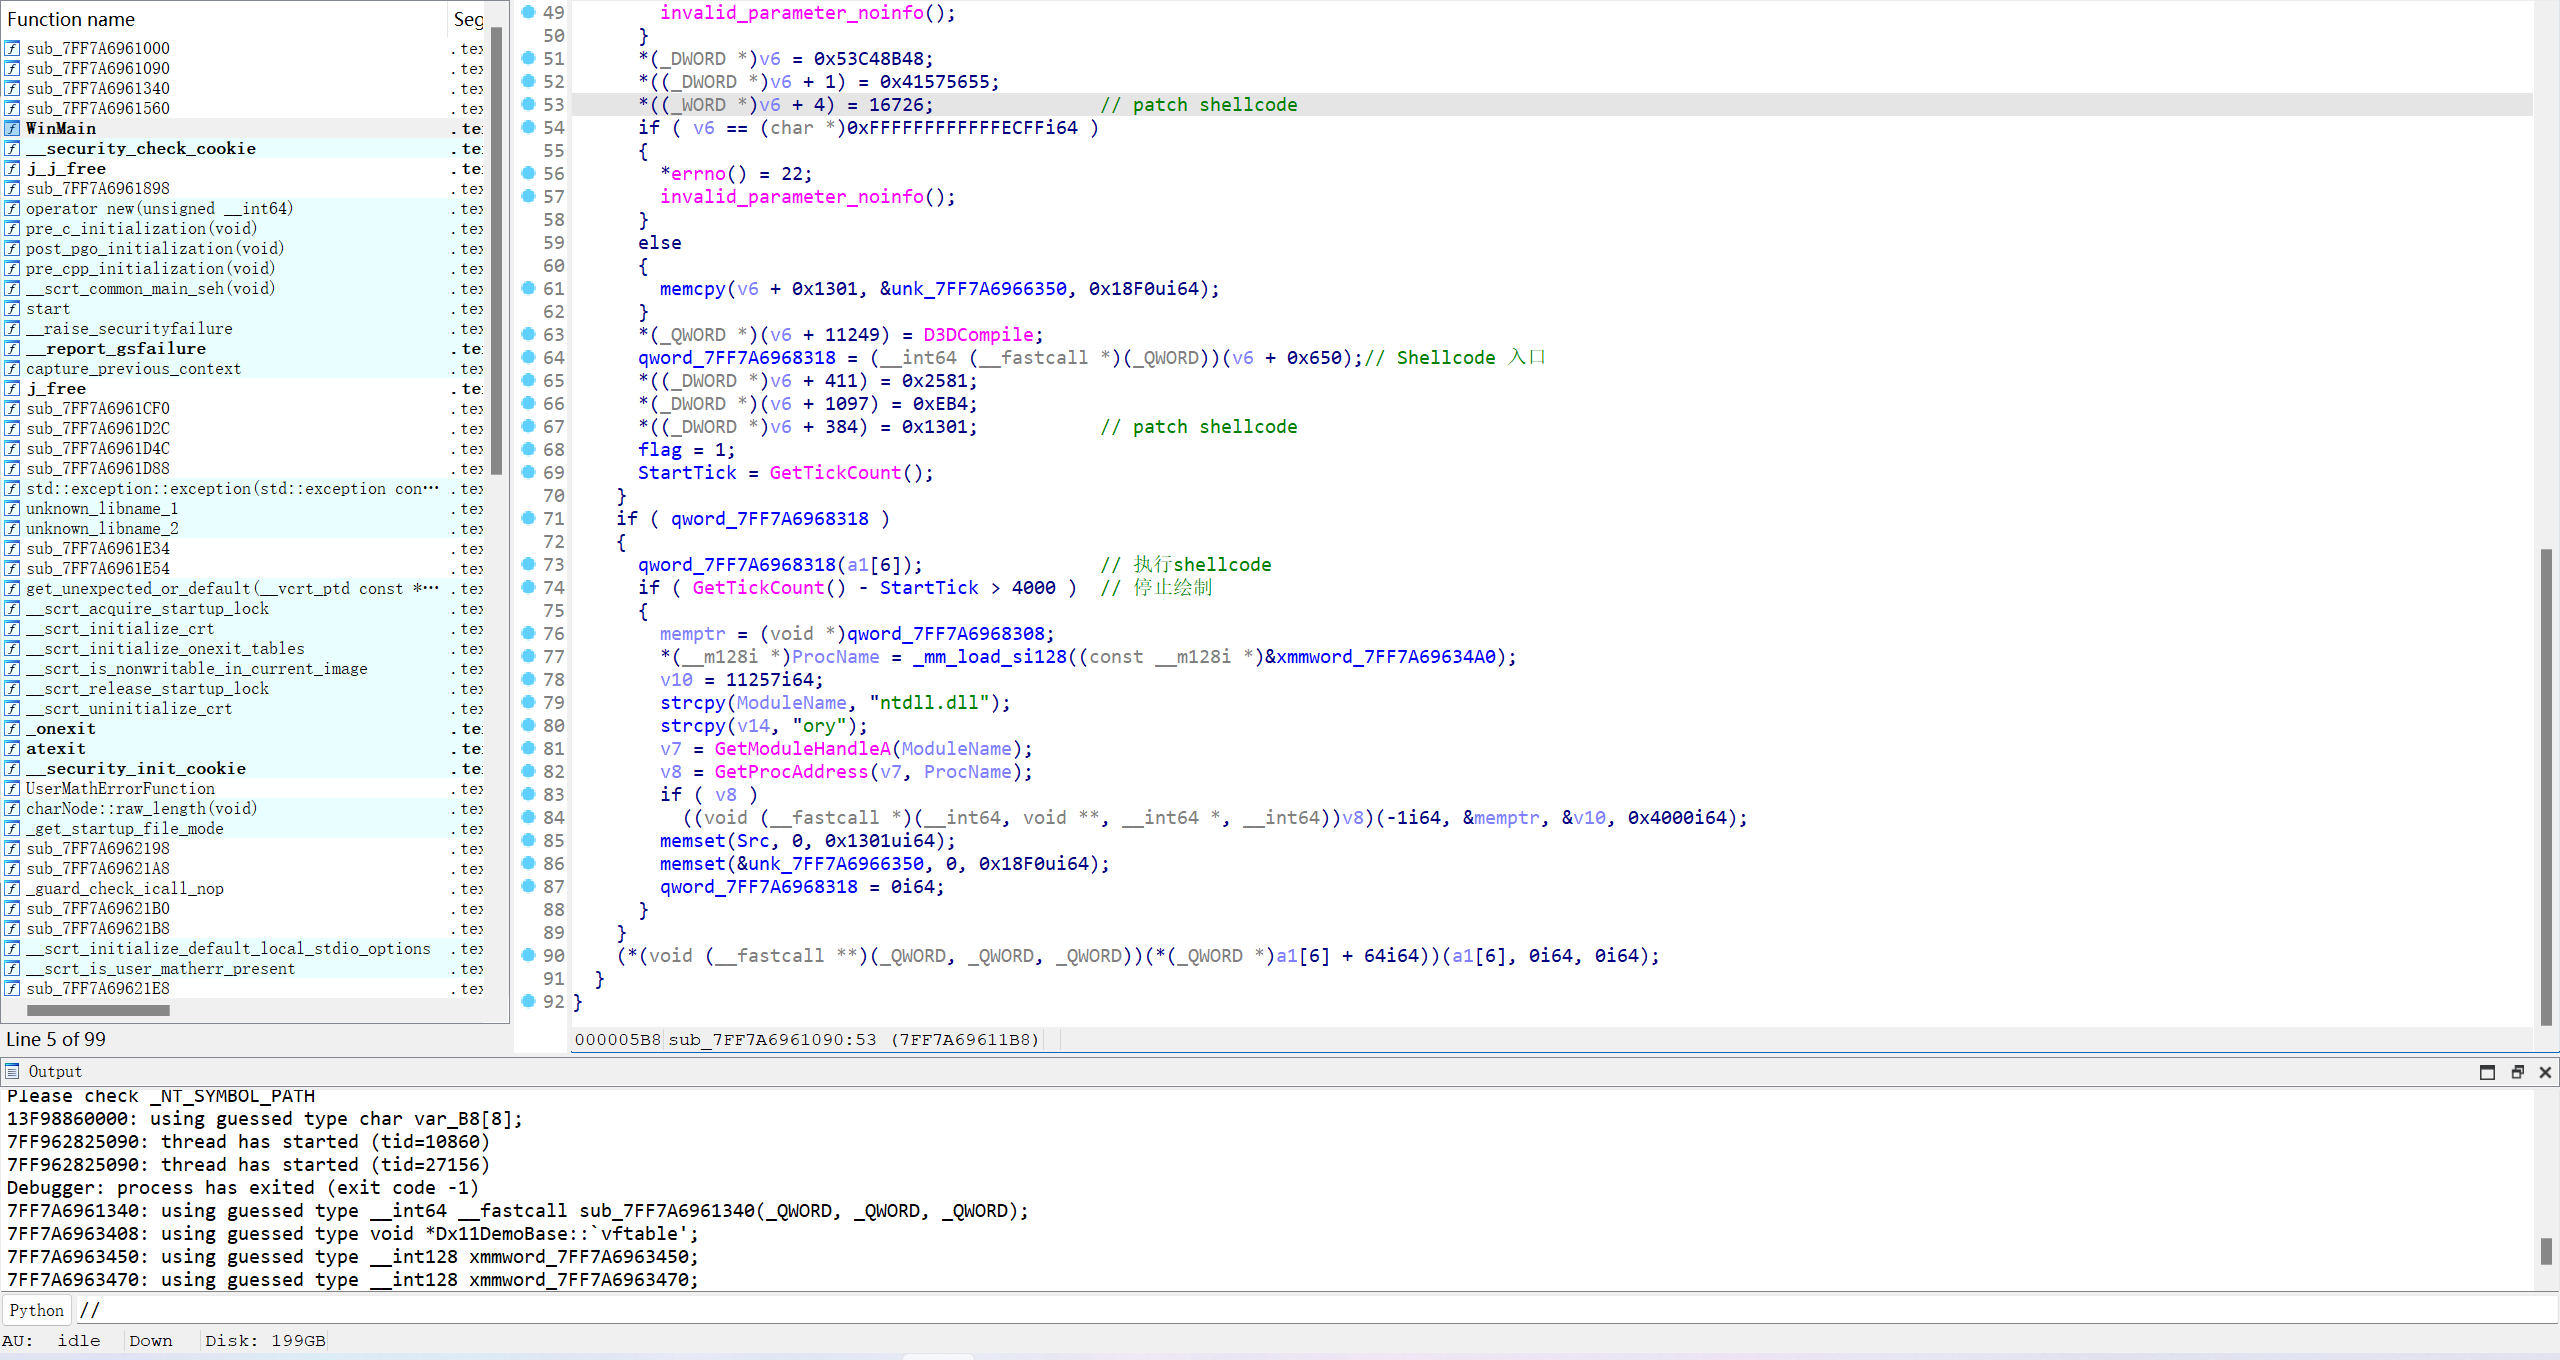 Function name Seg
sub_7FF7A6961000 .tex
sub_7FF7A6961090 .tex
sub_7FF7A6961340 .tex
sub_7FF7A6961560 .tex
WinMain .te
__security_check_cookie .te
j_j_free .te
sub_7FF7A6961898 .tex
operator new(unsigned __int64) .tex
pre_c_initialization(void) .tex
post_pgo_initialization(void) .tex
pre_cpp_initialization(void) .tex
__scrt_common_main_seh(void) .tex
start .tex
__raise_securityfailure .tex
__report_gsfailure .te
capture_previous_context .tex
j_free .te
sub_7FF7A6961CF0 .tex
sub_7FF7A6961D2C .tex
sub_7FF7A6961D4C .tex
sub_7FF7A6961D88 .tex
std::exception::exception(std::exception con… .tex
unknown_libname_1 .tex
unknown_libname_2 .tex
sub_7FF7A6961E34 .tex
sub_7FF7A6961E54 .tex
get_unexpected_or_default(__vcrt_ptd const *… .tex
__scrt_acquire_startup_lock .tex
__scrt_initialize_crt .tex
__scrt_initialize_onexit_tables .tex
__scrt_is_nonwritable_in_current_image .tex
__scrt_release_startup_lock .tex
__scrt_uninitialize_crt .tex
_onexit .te
atexit .te
__security_init_cookie .te
UserMathErrorFunction .tex
charNode::raw_length(void) .tex
_get_startup_file_mode .tex
sub_7FF7A6962198 .tex
sub_7FF7A69621A8 .tex
_guard_check_icall_nop .tex
sub_7FF7A69621B0 .tex
sub_7FF7A69621B8 .tex
__scrt_initialize_default_local_stdio_options .tex
__scrt_is_user_matherr_present .tex
sub_7FF7A69621E8 .tex
Line 5 of 99
49 invalid_parameter_noinfo();
50 }
51 *(_DWORD *)v6 = 0x53C48B48;
52 *((_DWORD *)v6 + 1) = 0x41575655;
53 *((_WORD *)v6 + 4) = 16726; // patch shellcode
54 if ( v6 == (char *)0xFFFFFFFFFFFFECFFi64 )
55 {
56 *errno() = 22;
57 invalid_parameter_noinfo();
58 }
59 else
60 {
61 memcpy(v6 + 0x1301, &unk_7FF7A6966350, 0x18F0ui64);
62 }
63 *(_QWORD *)(v6 + 11249) = D3DCompile;
64 qword_7FF7A6968318 = (__int64 (__fastcall *)(_QWORD))(v6 + 0x650);// Shellcode 入口
65 *((_DWORD *)v6 + 411) = 0x2581;
66 *(_DWORD *)(v6 + 1097) = 0xEB4;
67 *((_DWORD *)v6 + 384) = 0x1301; // patch shellcode
68 flag = 1;
69 StartTick = GetTickCount();
70 }
71 if ( qword_7FF7A6968318 )
72 {
73 qword_7FF7A6968318(a1[6]); // 执行shellcode
74 if ( GetTickCount() - StartTick > 4000 ) // 停止绘制
75 {
76 memptr = (void *)qword_7FF7A6968308;
77 *(__m128i *)ProcName = _mm_load_si128((const __m128i *)&xmmword_7FF7A69634A0);
78 v10 = 11257i64;
79 strcpy(ModuleName, "ntdll.dll");
80 strcpy(v14, "ory");
81 v7 = GetModuleHandleA(ModuleName);
82 v8 = GetProcAddress(v7, ProcName);
83 if ( v8 )
84 ((void (__fastcall *)(__int64, void **, __int64 *, __int64))v8)(-1i64, &memptr, &v10, 0x4000i64);
85 memset(Src, 0, 0x1301ui64);
86 memset(&unk_7FF7A6966350, 0, 0x18F0ui64);
87 qword_7FF7A6968318 = 0i64;
88 }
89 }
90 (*(void (__fastcall **)(_QWORD, _QWORD, _QWORD))(*(_QWORD *)a1[6] + 64i64))(a1[6], 0i64, 0i64);
91 }
92 }
000005B8 sub_7FF7A6961090:53 (7FF7A69611B8)
Output
Please check _NT_SYMBOL_PATH
13F98860000: using guessed type char var_B8[8];
7FF962825090: thread has started (tid=10860)
7FF962825090: thread has started (tid=27156)
Debugger: process has exited (exit code -1)
7FF7A6961340: using guessed type __int64 __fastcall sub_7FF7A6961340(_QWORD, _QWORD, _QWORD);
7FF7A6963408: using guessed type void *Dx11DemoBase::`vftable';
7FF7A6963450: using guessed type __int128 xmmword_7FF7A6963450;
7FF7A6963470: using guessed type __int128 xmmword_7FF7A6963470;
Python //
AU: idle Down Disk: 199GB